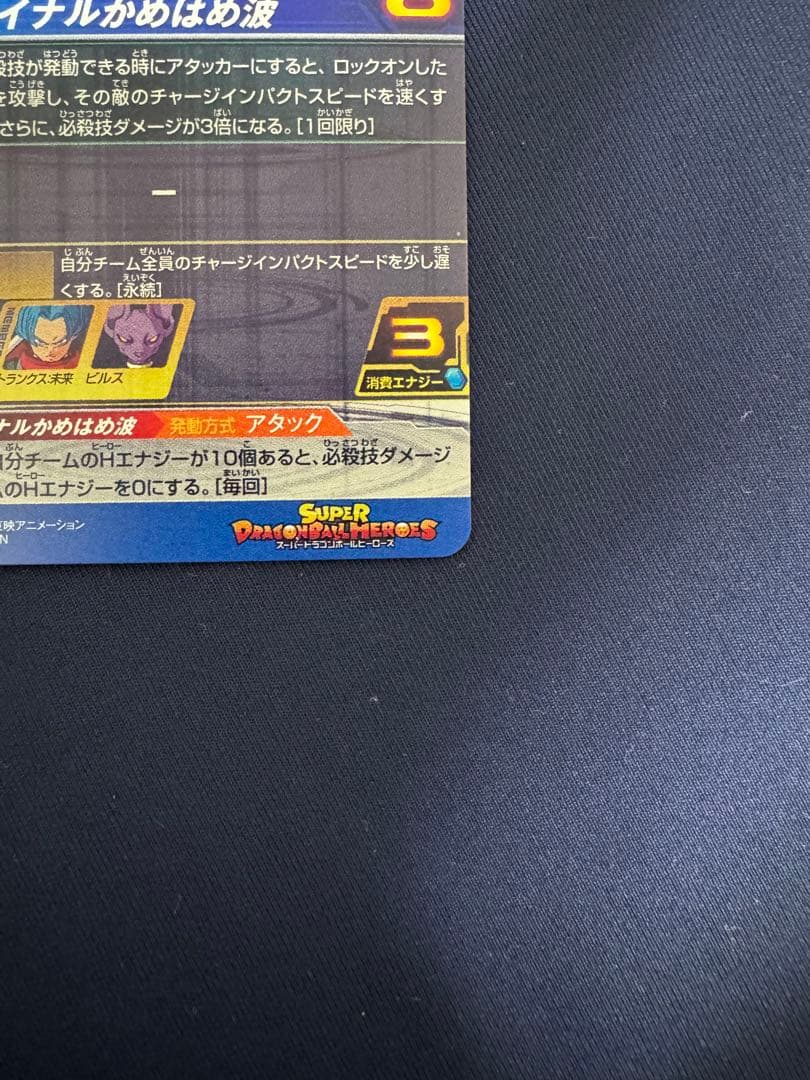 イナルかめはめ波
殺技が発動できる時にアタッカーにすると、ロックオンした
を攻撃し、その敵のチャージインパクトスピードを速くす
さらに、必殺技ダメージが3倍になる。[1回限り]
ー
自分チーム全員のチャージインパクトスピードを少し遅
くする。[永続]
トランクス:未来 ビルス
3
消費エナジー
ナルかめはめ波 発動方式 アタック
自分チームのHエナジーが10個あると、必殺技ダメージ
のHエナジーを0にする。[毎回]
映アニメーション
N
SUPER
DRAGONBALL HEROES
スーパードラゴンボールヒーローズ